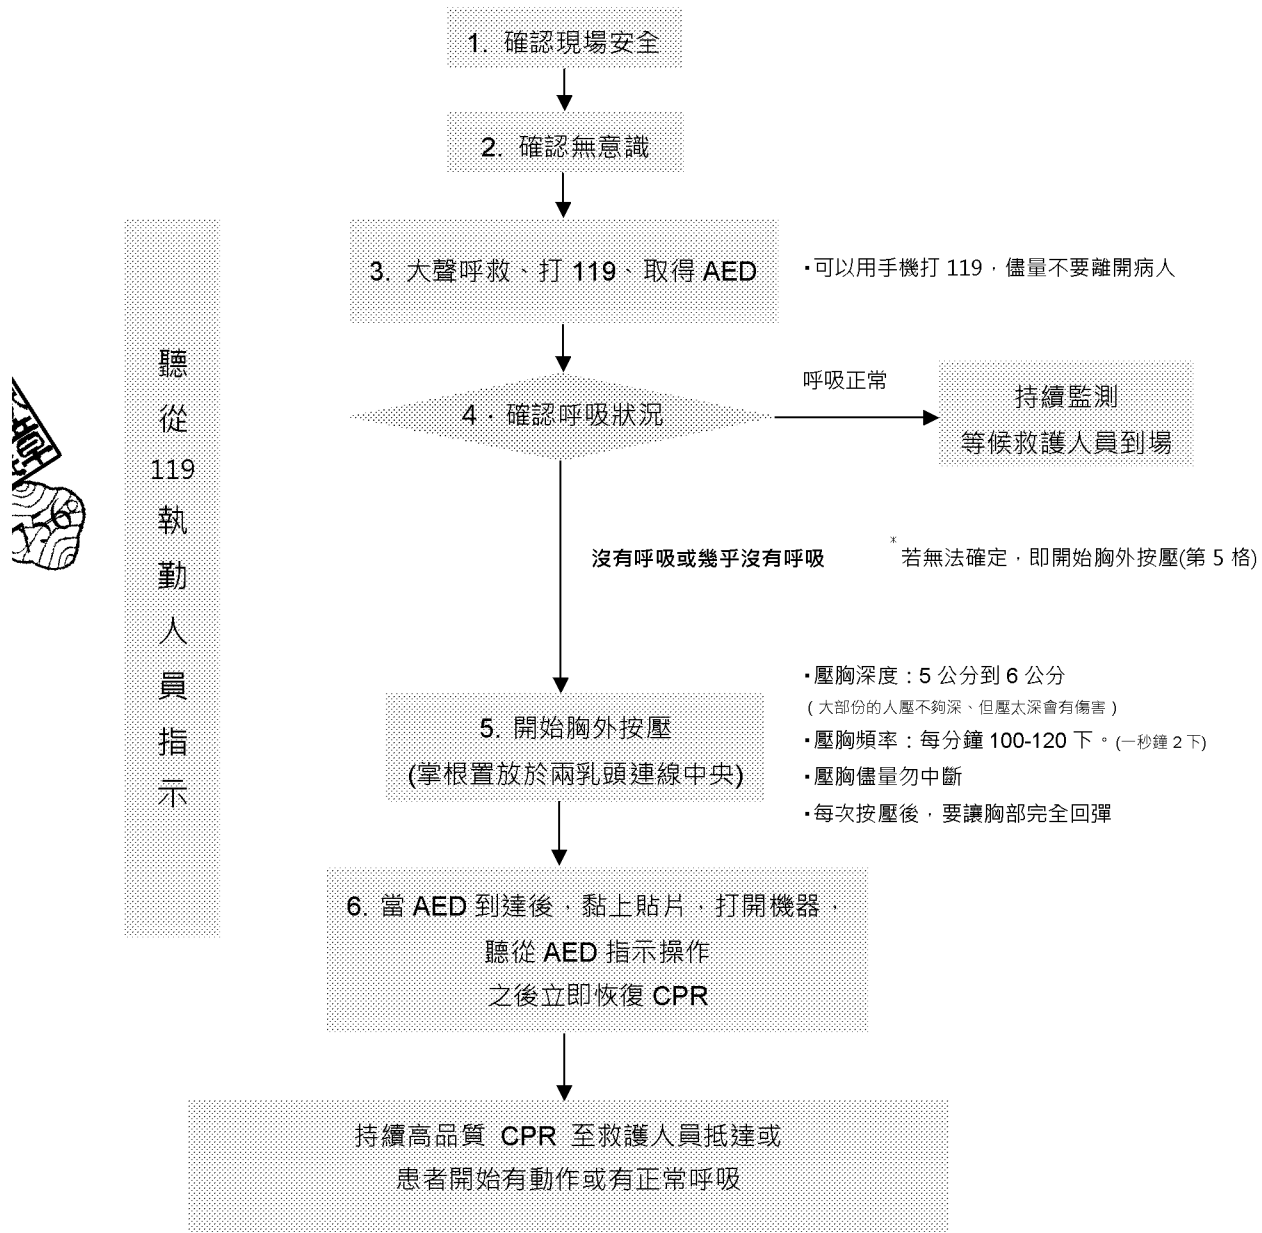 1. 確認現場安全
2. 確認無意識
3. 大聲呼救、打 119、取得 AED
・可以用手機打 119，儘量不要離開病人
聽
從
119
執
勤
人
員
指
示
4．確認呼吸狀況
呼吸正常
持續監測
等候救護人員到場
沒有呼吸或幾乎沒有呼吸
*若無法確定，即開始胸外按壓(第 5 格)
5. 開始胸外按壓
(掌根置放於兩乳頭連線中央)
・壓胸深度：5 公分到 6 公分
（大部份的人壓不夠深、但壓太深會有傷害）
・壓胸頻率：每分鐘 100-120 下。(一秒鐘 2 下)
・壓胸儘量勿中斷
・每次按壓後，要讓胸部完全回彈
6. 當 AED 到達後，黏上貼片，打開機器，
聽從 AED 指示操作
之後立即恢復 CPR
持續高品質 CPR 至救護人員抵達或
患者開始有動作或有正常呼吸